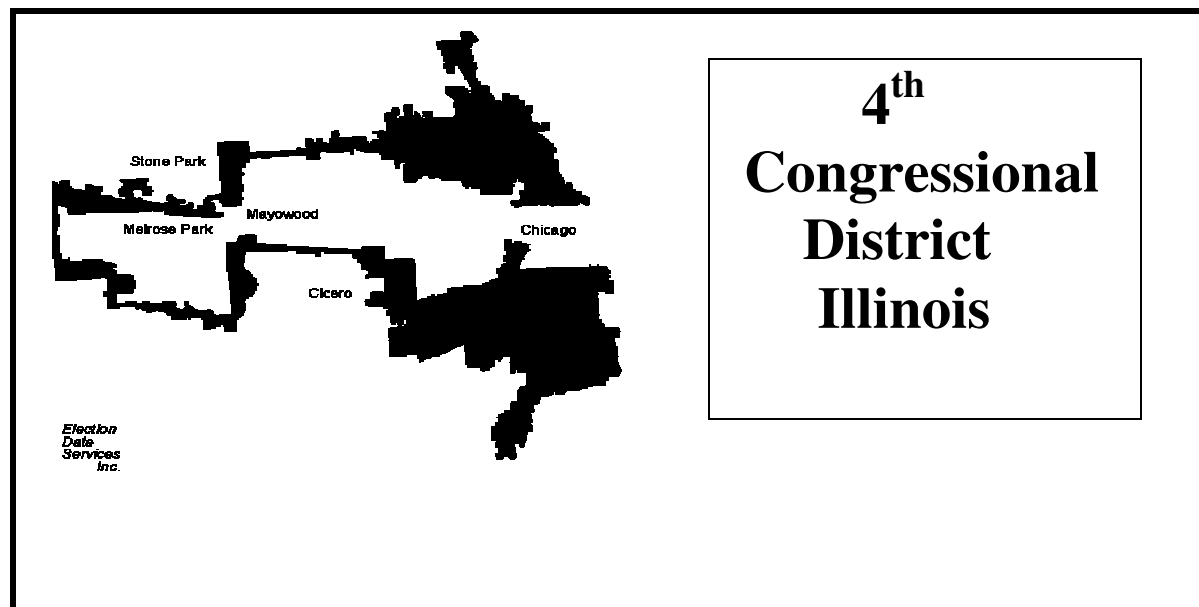 Stone Park
Mayowood
Melrose Park
Chicago
Cicero
Election
Data
Services
Inc.
4th
Congressional
District
Illinois